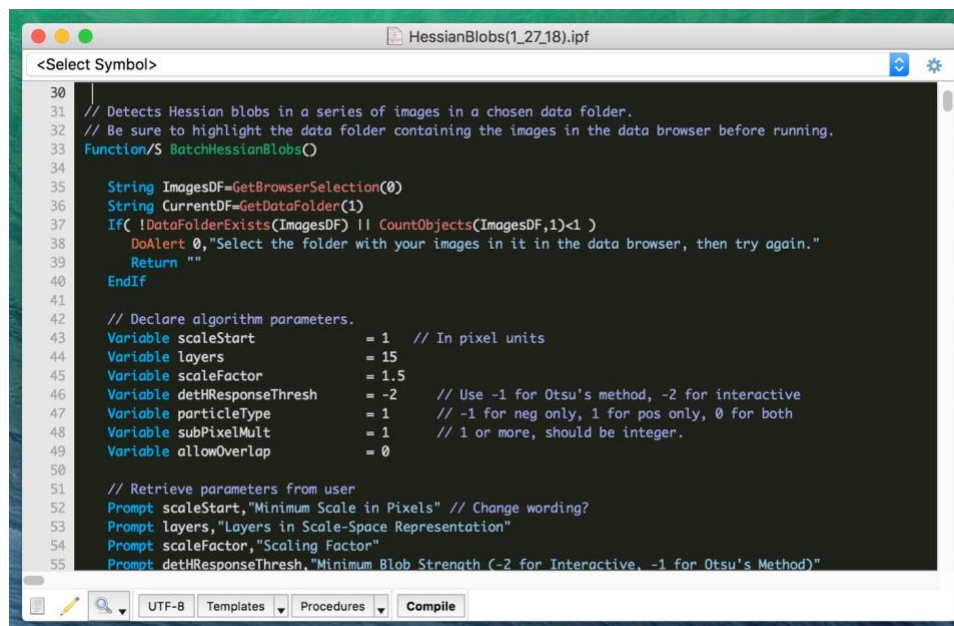 HessianBlobs(1_27_18).ipf
<Select Symbol>
30
31 // Detects Hessian blobs in a series of images in a chosen data folder.
32 // Be sure to highlight the data folder containing the images in the data browser before running.
33 Function/S BatchHessianBlobs()
34
35 String ImagesDF=GetBrowserSelection(0)
36 String CurrentDF=GetDataFolder(1)
37 If( !DataFolderExists(ImagesDF) || CountObjects(ImagesDF,1)<1 )
38 DoAlert 0,"Select the folder with your images in it in the data browser, then try again."
39 Return ""
40 EndIf
41
42 // Declare algorithm parameters.
43 Variable scaleStart = 1 // In pixel units
44 Variable layers = 15
45 Variable scaleFactor = 1.5
46 Variable detHResponseThresh = -2 // Use -1 for Otsu's method, -2 for interactive
47 Variable particleType = 1 // -1 for neg only, 1 for pos only, 0 for both
48 Variable subPixelMult = 1 // 1 or more, should be integer.
49 Variable allowOverlap = 0
50
51 // Retrieve parameters from user
52 Prompt scaleStart,"Minimum Scale in Pixels" // Change wording?
53 Prompt layers,"Layers in Scale-Space Representation"
54 Prompt scaleFactor,"Scaling Factor"
55 Prompt detHResponseThresh,"Minimum Blob Strength (-2 for Interactive, -1 for Otsu's Method)"
UTF-8 Templates Procedures Compile